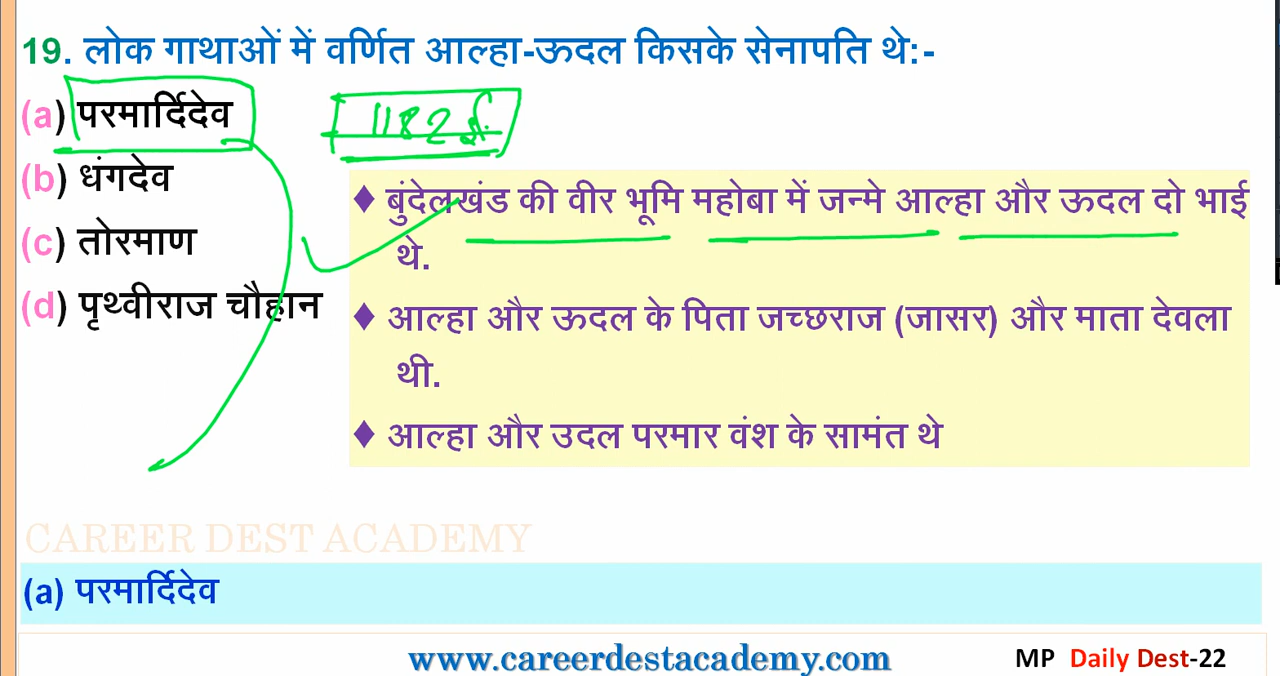 19. लोक गाथाओं में वर्णित आल्हा-ऊदल किसके सेनापति थे:-
(a) परमार्दिदेव
1182 ई.
(b) धंगदेव
(c) तोरमाण
(d) पृथ्वीराज चौहान
♦ बुंदेलखंड की वीर भूमि महोबा में जन्मे आल्हा और ऊदल दो भाई
थे.
♦ आल्हा और ऊदल के पिता जच्छराज (जासर) और माता देवला
थी.
♦ आल्हा और उदल परमार वंश के सामंत थे
CAREER DEST ACADEMY
(a) परमार्दिदेव
www.careerdestacademy.com
MP Daily Dest-22